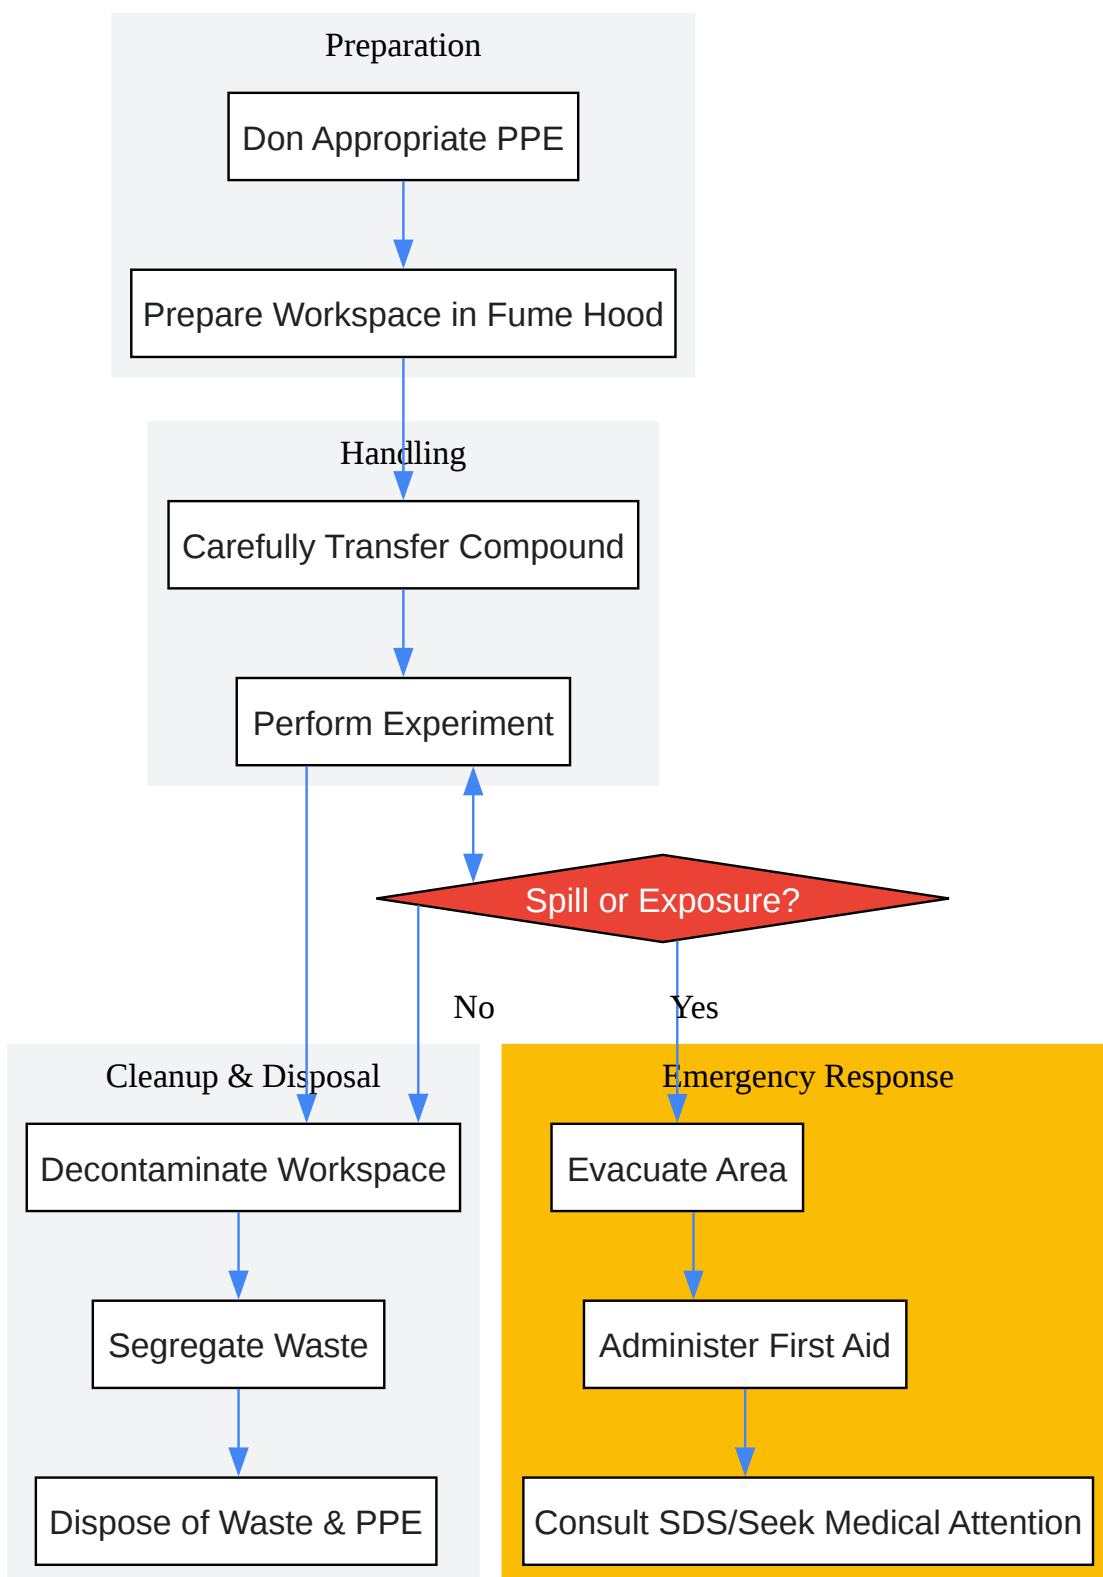 Preparation
Don Appropriate PPE
Prepare Workspace in Fume Hood
Handling
Carefully Transfer Compound
Perform Experiment
Spill or Exposure?
No
Yes
Cleanup & Disposal
Decontaminate Workspace
Segregate Waste
Dispose of Waste & PPE
Emergency Response
Evacuate Area
Administer First Aid
Consult SDS/Seek Medical Attention